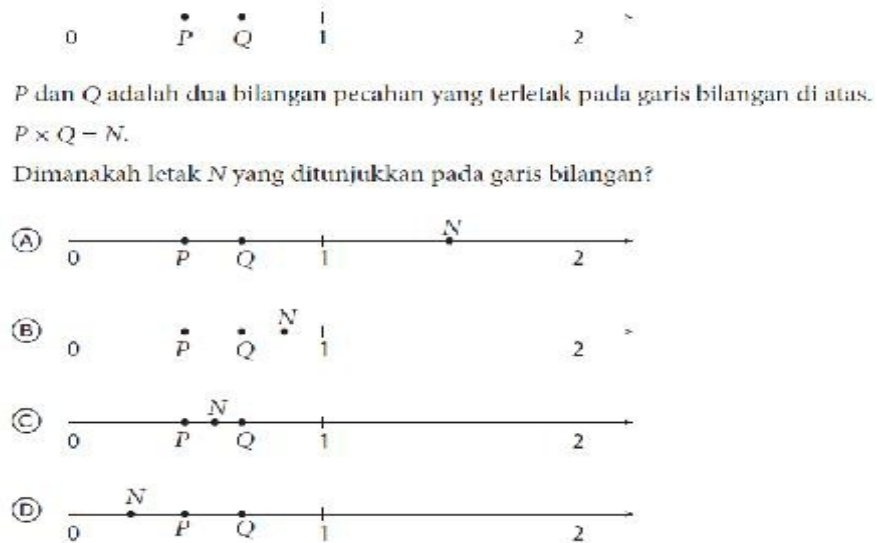 0 P Q 1 2
P dan Q adalah dua bilangan pecahan yang terletak pada garis bilangan di atas.
P × Q = N.
Dimanakah letak N yang ditunjukkan pada garis bilangan?
N
A 0 P Q 1 2
N
B 0 P Q 1 2
N
C 0 P Q 1 2
N
D 0 P Q 1 2